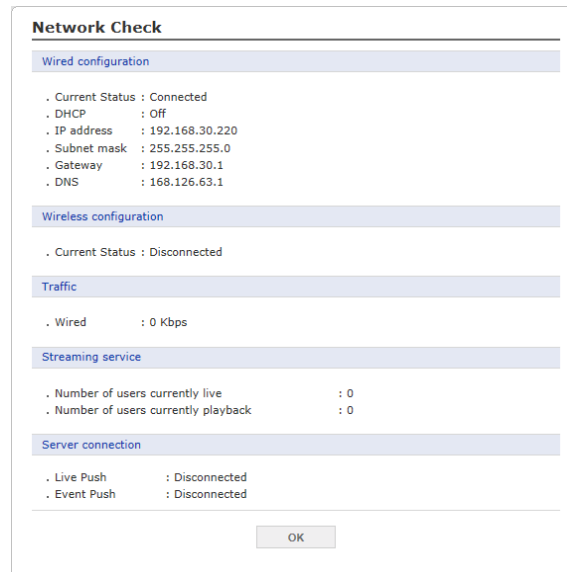 Network Check
Wired configuration
. Current Status : Connected
. DHCP : Off
. IP address : 192.168.30.220
. Subnet mask : 255.255.255.0
. Gateway : 192.168.30.1
. DNS : 168.126.63.1
Wireless configuration
. Current Status : Disconnected
Traffic
. Wired : 0 Kbps
Streaming service
. Number of users currently live : 0
. Number of users currently playback : 0
Server connection
. Live Push : Disconnected
. Event Push : Disconnected
OK